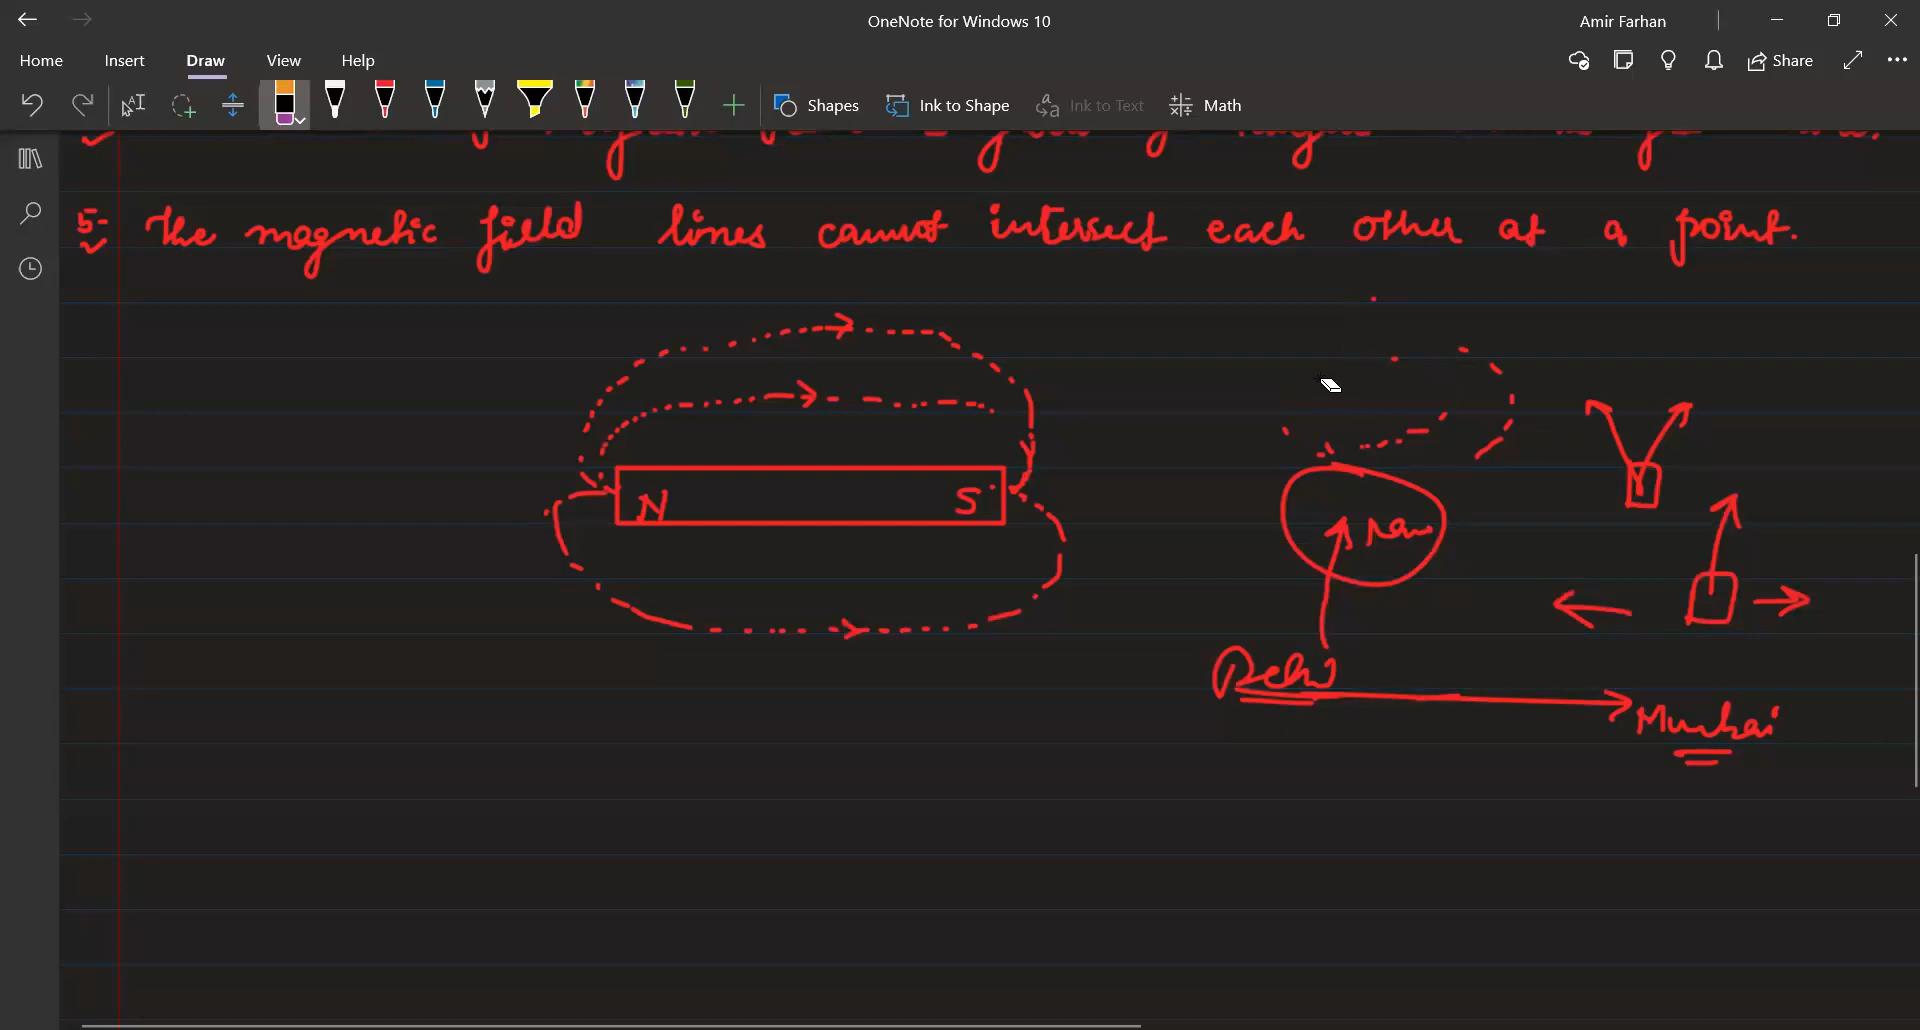 OneNote for Windows 10
Amir Farhan
Home Insert Draw View Help
Share
Shapes Ink to Shape Ink to Text Math
5- The magnetic field lines cannot intersect each other at a point.
N S
Ram
Delhi
Mumbai